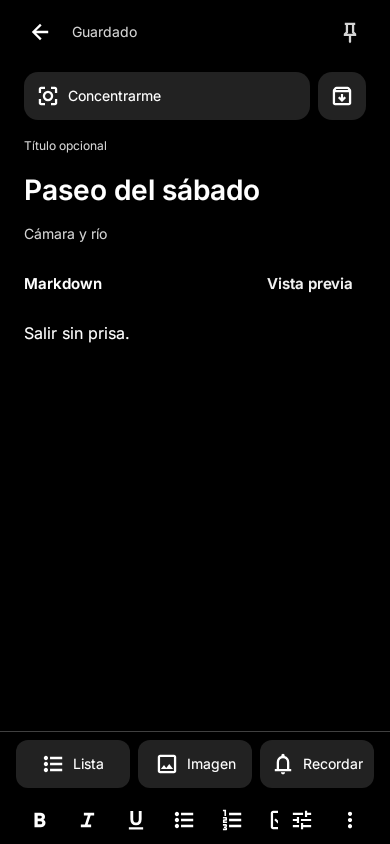 Guardado
Concentrarme
Título opcional
Paseo del sábado
Cámara y río
Markdown
Vista previa
Salir sin prisa.
Lista
Imagen
Recordar